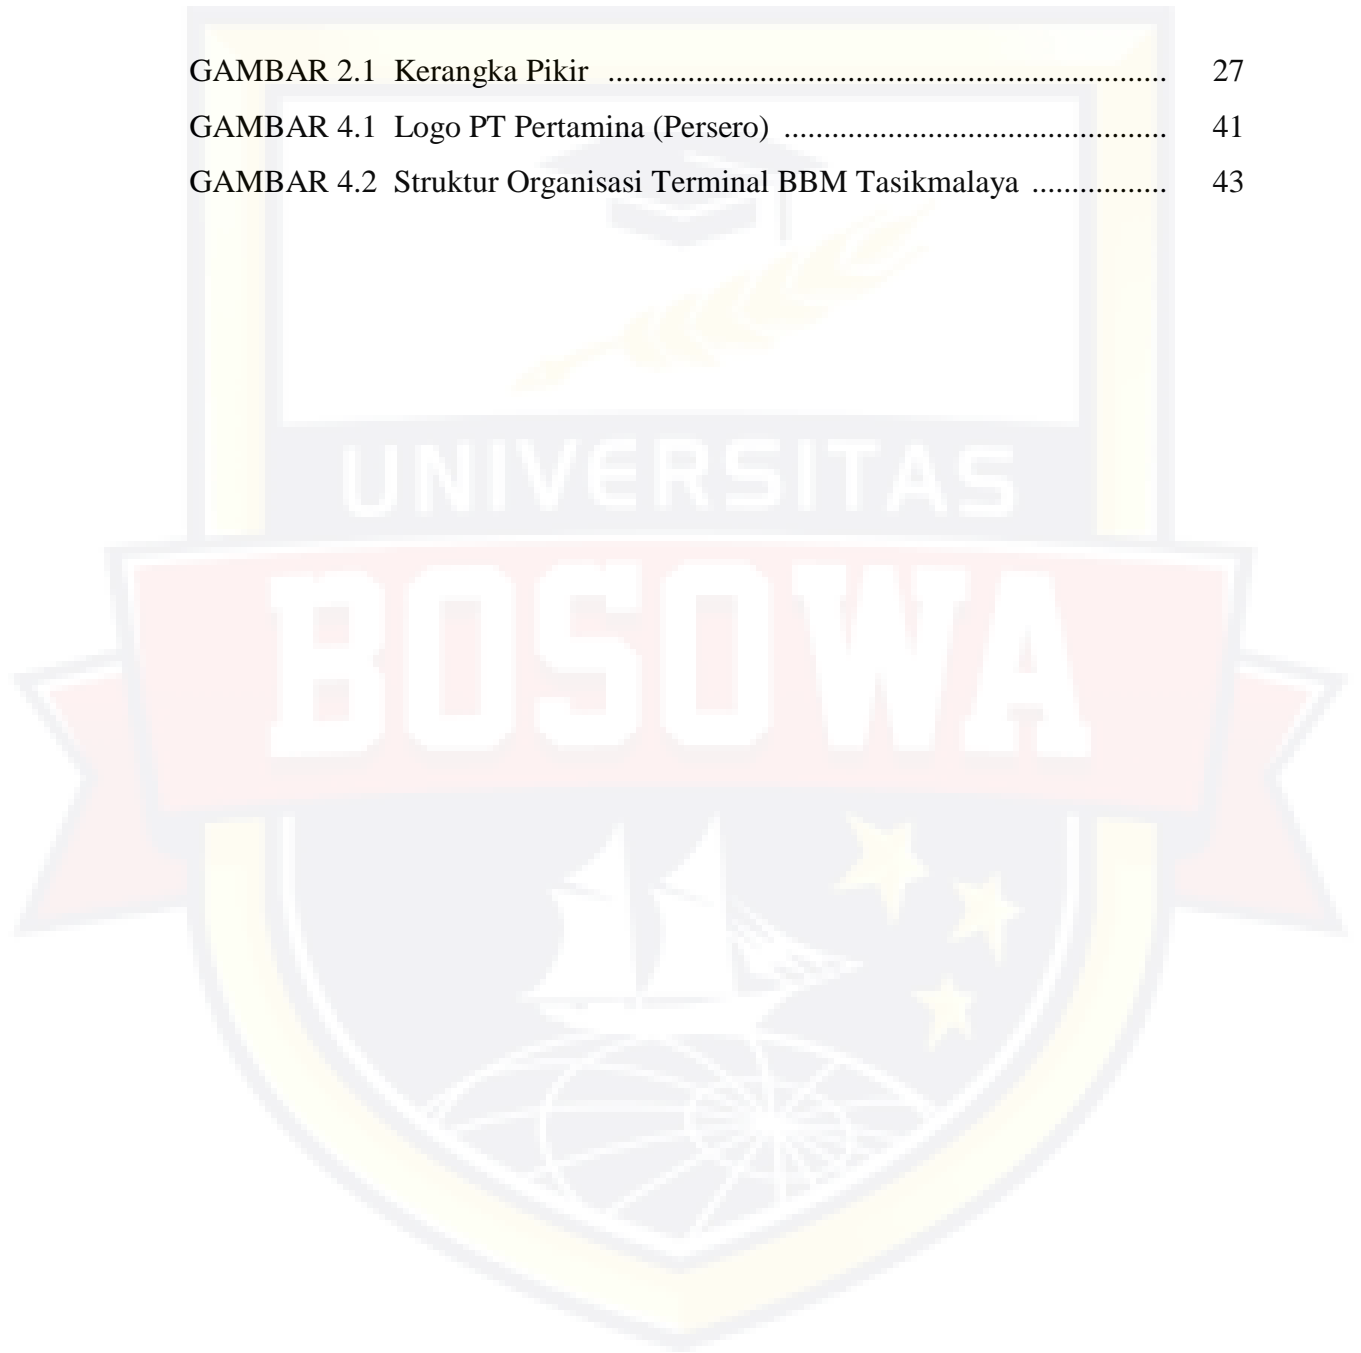 GAMBAR 2.1 Kerangka Pikir ...................................................................... 27
GAMBAR 4.1 Logo PT Pertamina (Persero) ................................................ 41
GAMBAR 4.2 Struktur Organisasi Terminal BBM Tasikmalaya ................. 43
UNIVERSITAS
BOSOWA